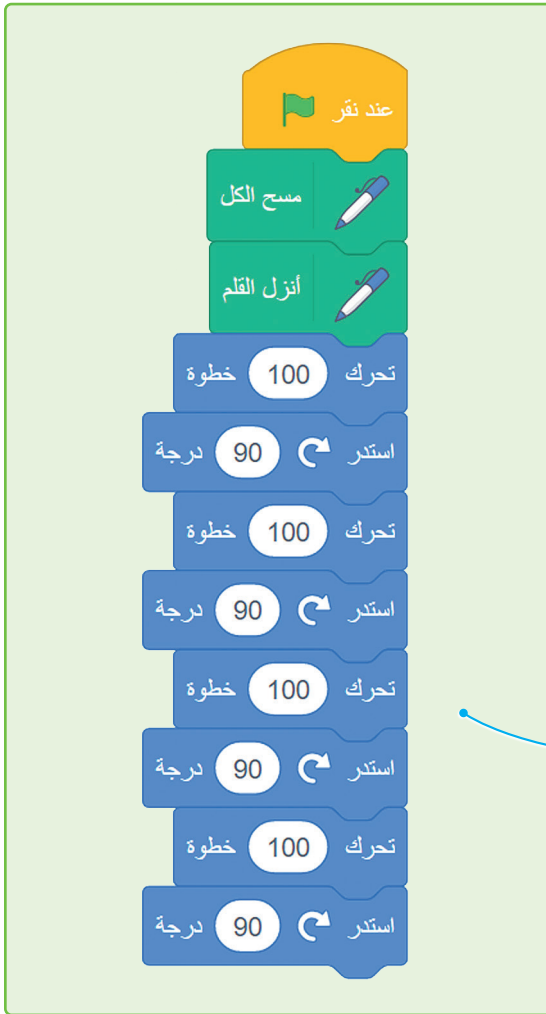 عند نقر
مسح الكل
أنزل القلم
تحرك 100 خطوة
استدر 90 درجة
تحرك 100 خطوة
استدر 90 درجة
تحرك 100 خطوة
استدر 90 درجة
تحرك 100 خطوة
استدر 90 درجة